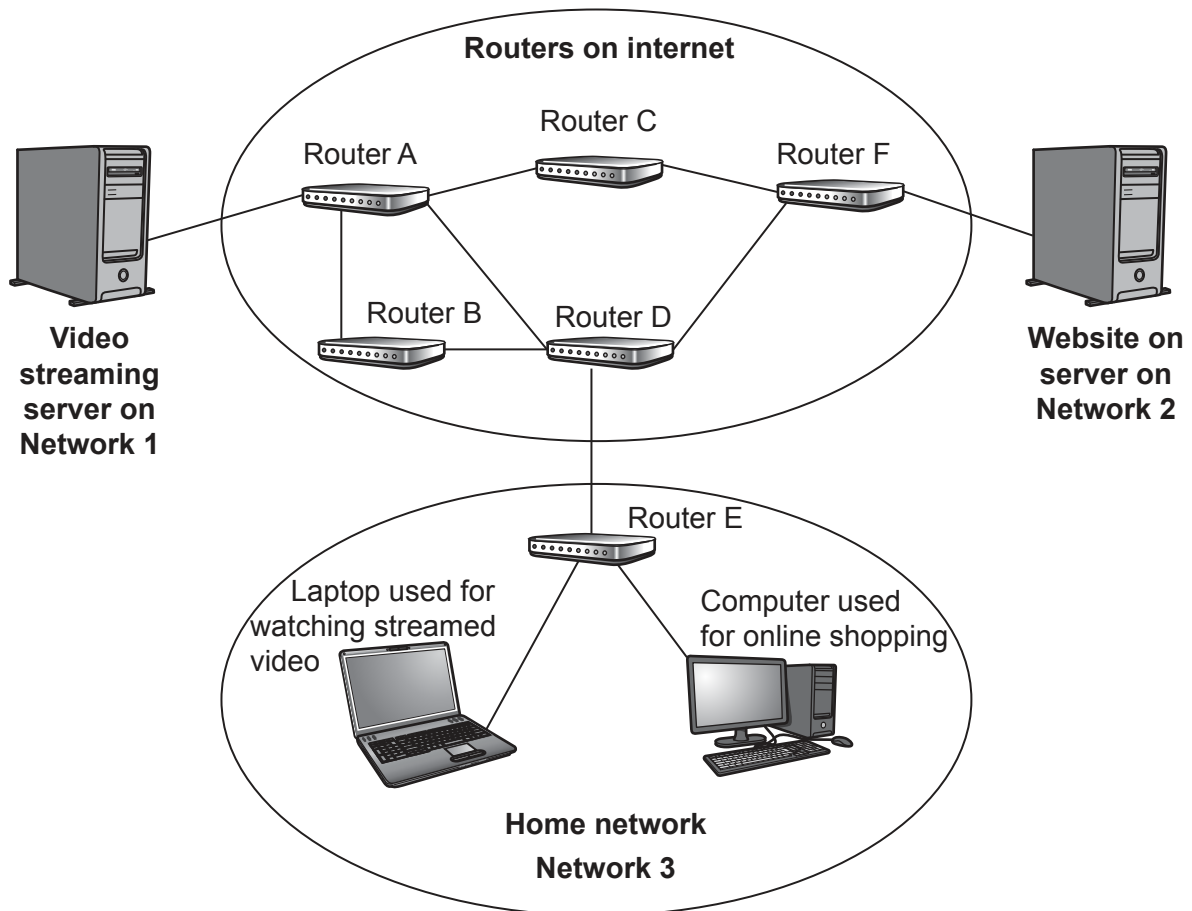 Routers on internet
Router C
Router A
Router F
Router B
Router D
Video
streaming
server on
Network 1
Website on
server on
Network 2
Router E
Laptop used for
watching streamed
video
Computer used
for online shopping
Home network
Network 3